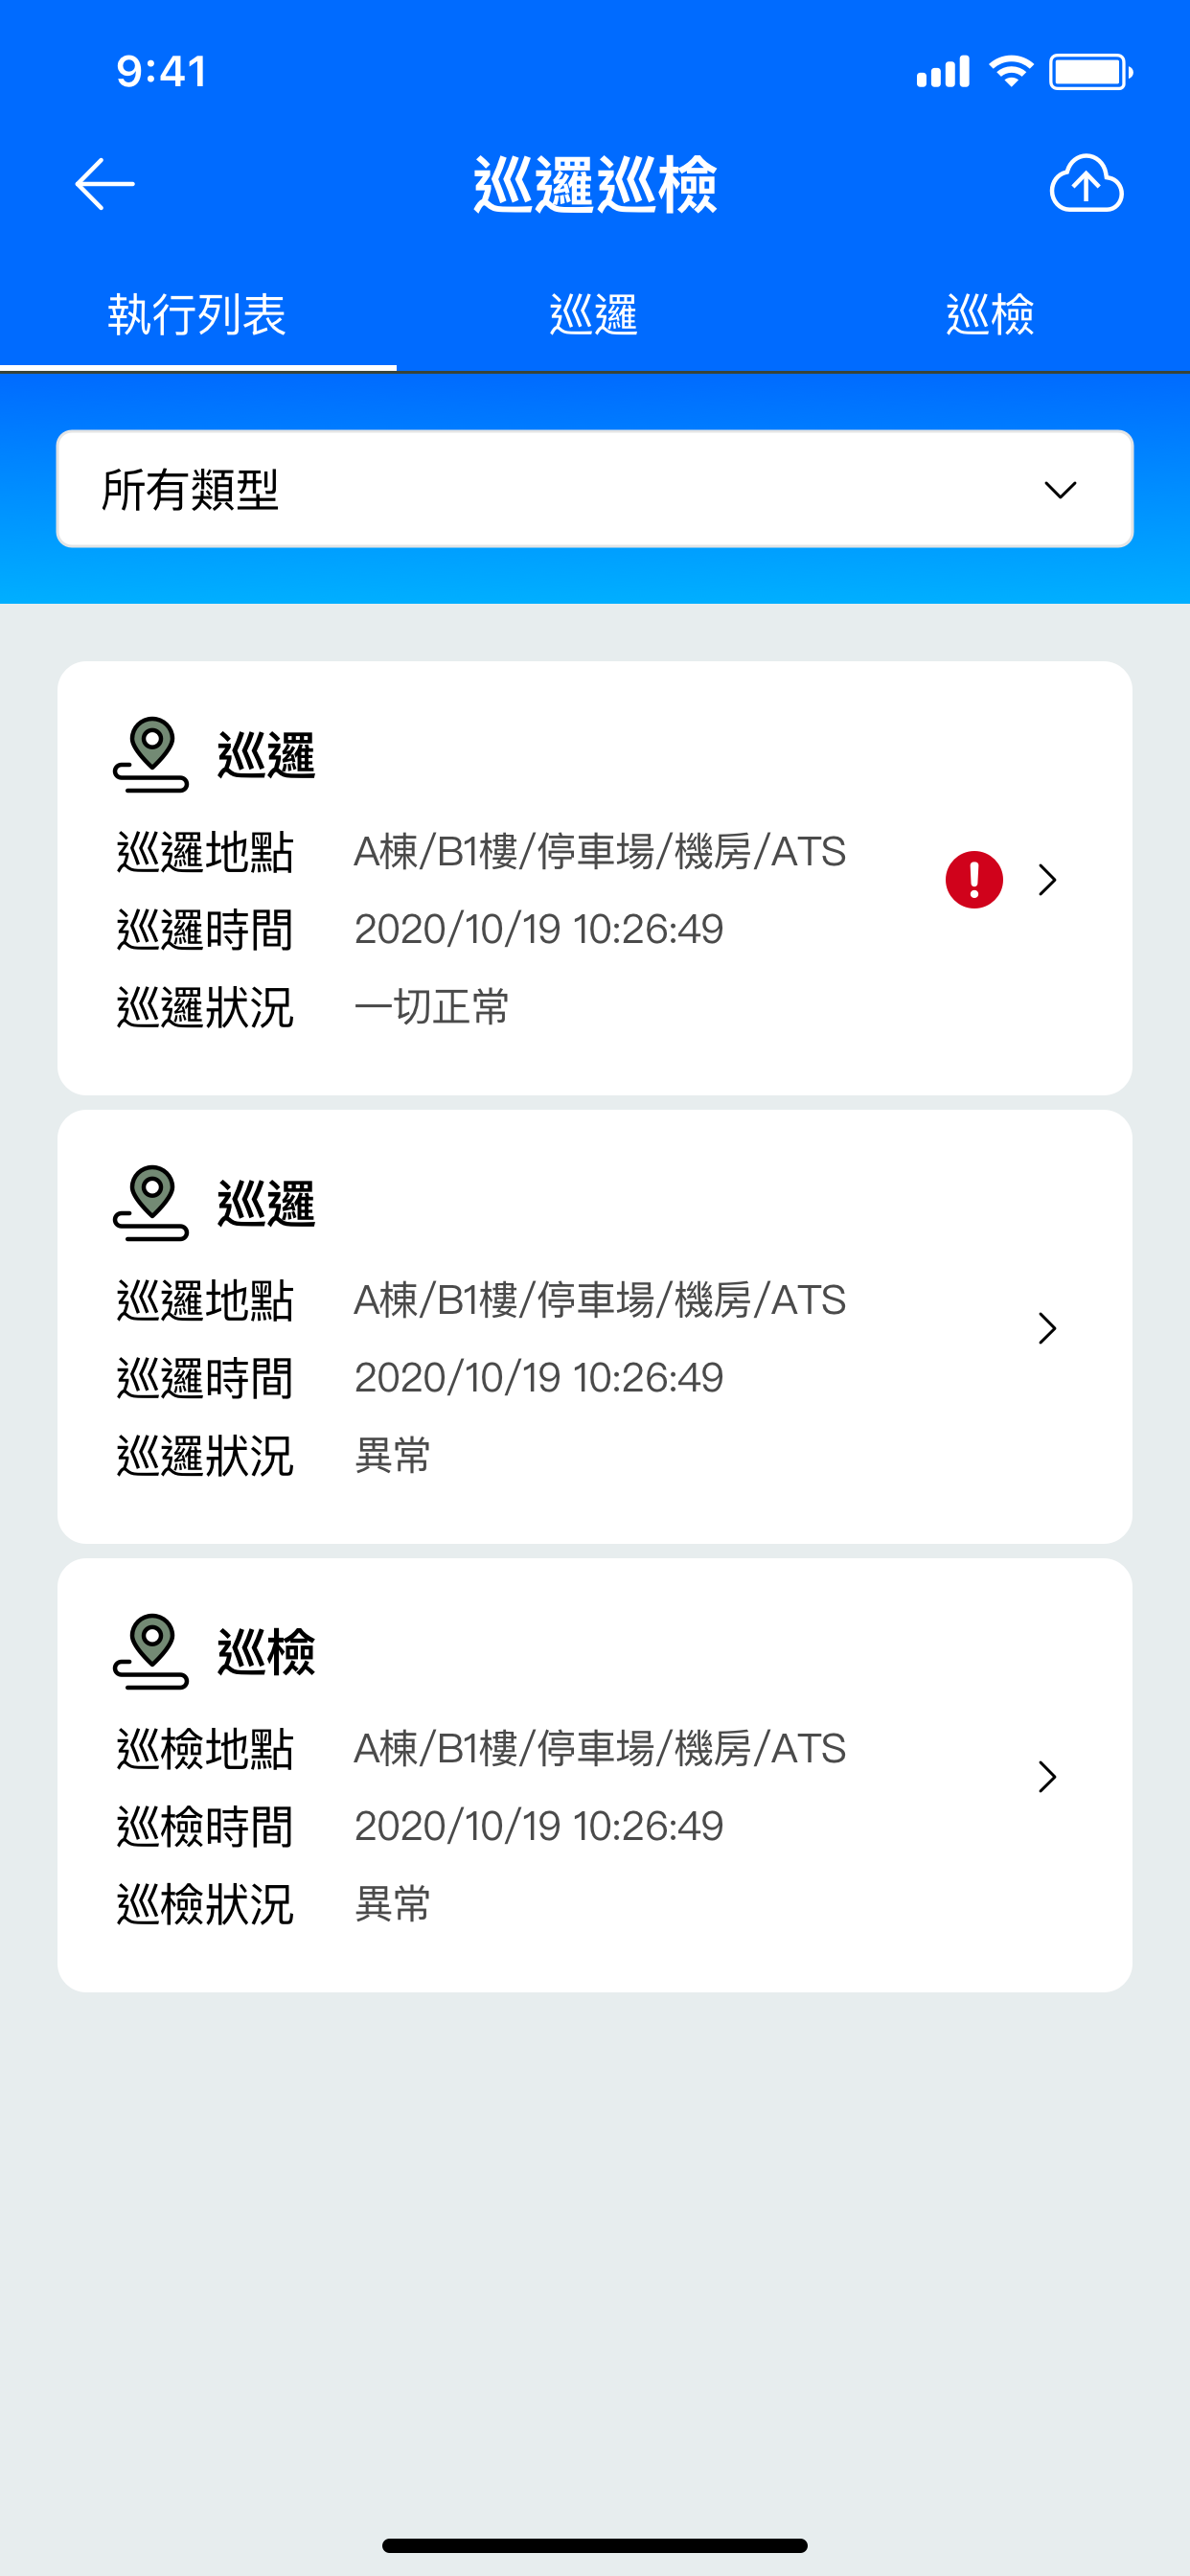 9:41
巡邏巡檢
執行列表 巡邏 巡檢
所有類型
巡邏
巡邏地點 A棟/B1樓/停車場/機房/ATS
巡邏時間 2020/10/19 10:26:49
巡邏狀況 一切正常
巡邏
巡邏地點 A棟/B1樓/停車場/機房/ATS
巡邏時間 2020/10/19 10:26:49
巡邏狀況 異常
巡檢
巡檢地點 A棟/B1樓/停車場/機房/ATS
巡檢時間 2020/10/19 10:26:49
巡檢狀況 異常